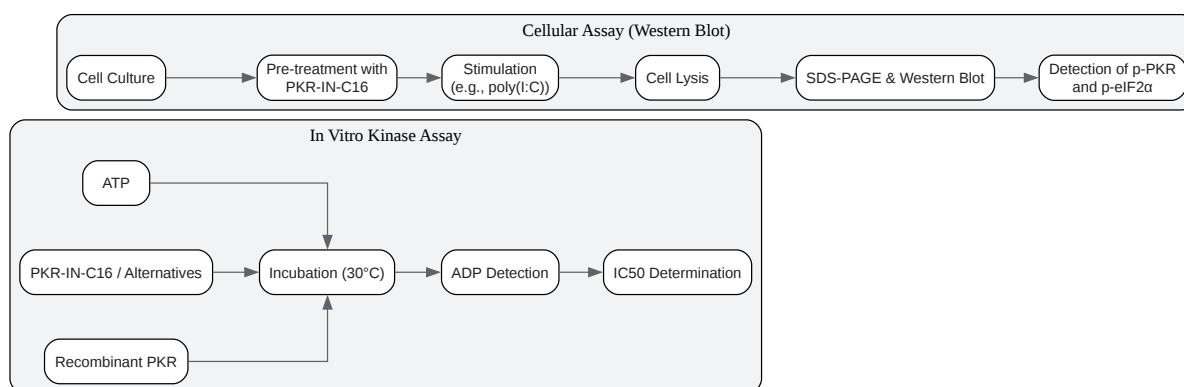 Cellular Assay (Western Blot)
Cell Culture
Pre-treatment with
PKR-IN-C16
Stimulation
(e.g., poly(I:C))
Cell Lysis
SDS-PAGE & Western Blot
Detection of p-PKR
and p-eIF2α
In Vitro Kinase Assay
ATP
PKR-IN-C16 / Alternatives
Incubation (30°C)
ADP Detection
IC50 Determination
Recombinant PKR